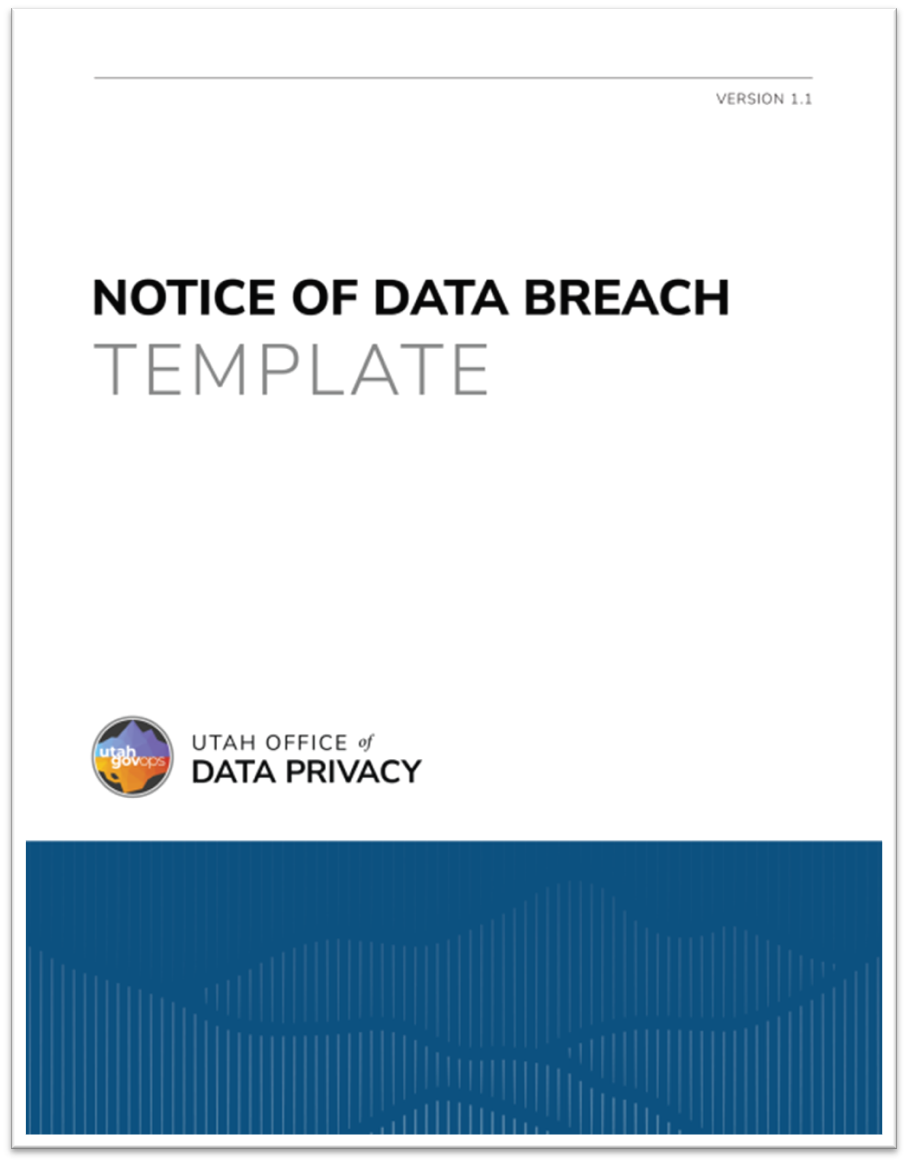 VERSION 1.1
NOTICE OF DATA BREACH
TEMPLATE
utah
govops
UTAH OFFICE of
DATA PRIVACY